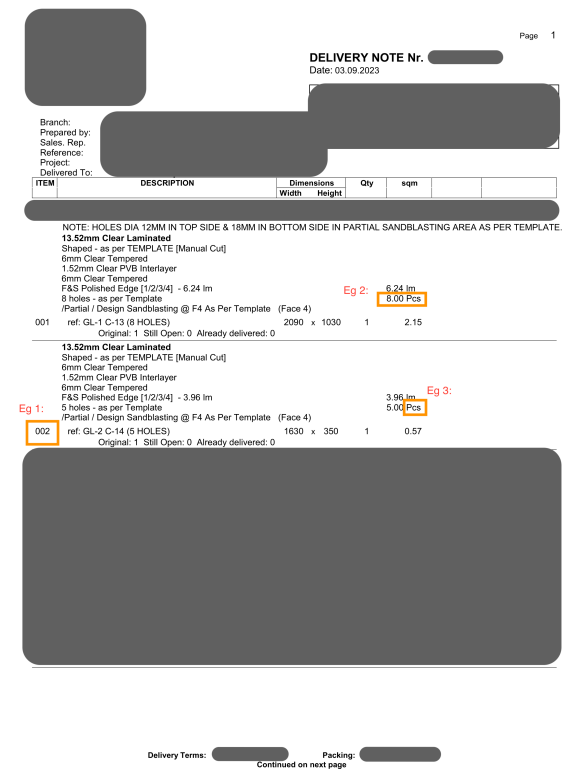 Page 1
DELIVERY NOTE Nr.
Date: 03.09.2023
Branch:
Prepared by:
Sales. Rep.
Reference:
Project:
Delivered To:
ITEM DESCRIPTION Dimensions Qty sqm
Width Height
NOTE: HOLES DIA 12MM IN TOP SIDE & 18MM IN BOTTOM SIDE IN PARTIAL SANDBLASTING AREA AS PER TEMPLATE.
13.52mm Clear Laminated
Shaped - as per TEMPLATE [Manual Cut]
6mm Clear Tempered
1.52mm Clear PVB Interlayer
6mm Clear Tempered
F&S Polished Edge [1/2/3/4] - 6.24 lm Eg 2: 6.24 lm
8 holes - as per Template 8.00 Pcs
/Partial / Design Sandblasting @ F4 As Per Template (Face 4)
001 ref: GL-1 C-13 (8 HOLES) 2090 x 1030 1 2.15
Original: 1 Still Open: 0 Already delivered: 0
13.52mm Clear Laminated
Shaped - as per TEMPLATE [Manual Cut]
6mm Clear Tempered
1.52mm Clear PVB Interlayer
6mm Clear Tempered Eg 3:
F&S Polished Edge [1/2/3/4] - 3.96 lm 3.96 lm
Eg 1: 5 holes - as per Template 5.00 Pcs
/Partial / Design Sandblasting @ F4 As Per Template (Face 4)
002 ref: GL-2 C-14 (5 HOLES) 1630 x 350 1 0.57
Original: 1 Still Open: 0 Already delivered: 0
Delivery Terms: Packing:
Continued on next page